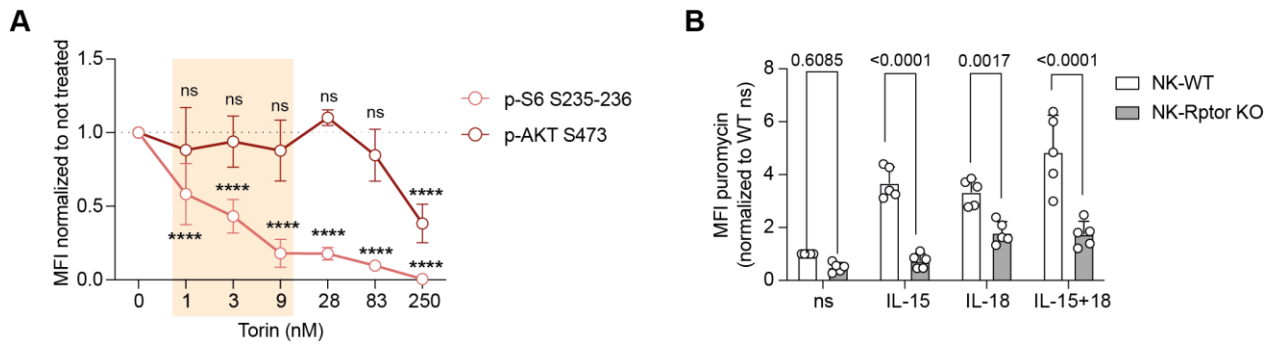 A
MFI normalized to not treated
1.5
1.0
0.5
0.0
ns
ns
ns
ns
****
****
****
****
****
****
****
0
1
3
9
28
83
250
Torin (nM)
p-S6 S235-236
p-AKT S473
B
MFI puromycin
(normalized to WT ns)
8
6
4
2
0
0.6085
<0.0001
0.0017
<0.0001
ns
IL-15
IL-18
IL-15+18
NK-WT
NK-Rptor KO